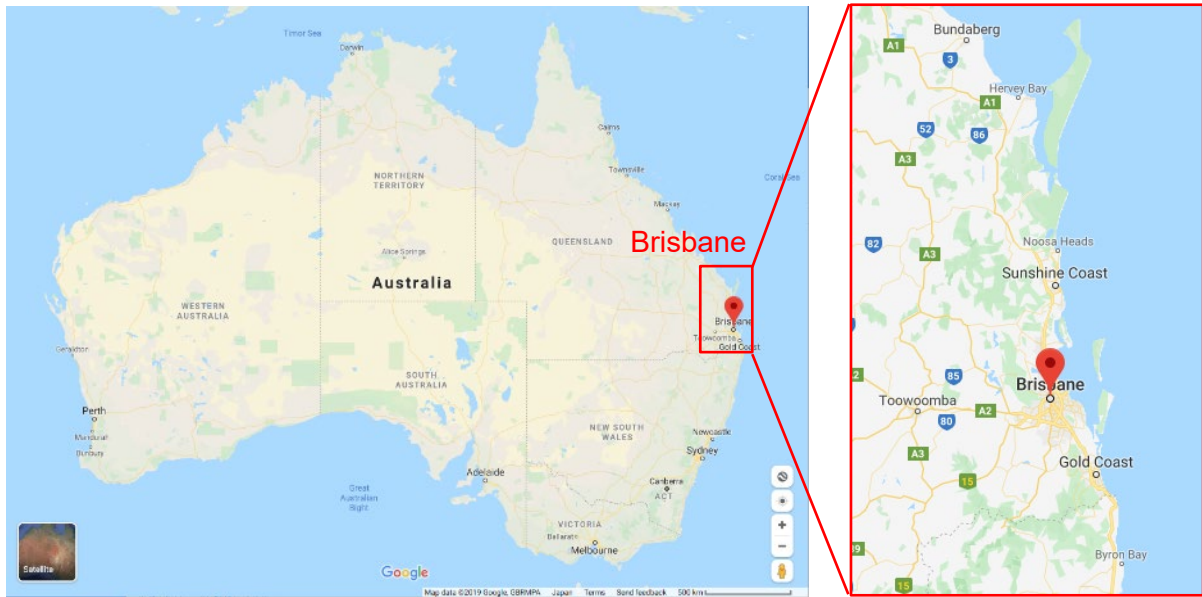 Timor Sea
Darwin
Cairns
Townsville
Coral Sea
NORTHERN
TERRITORY
Mackay
QUEENSLAND
Alice Springs
Brisbane
Australia
WESTERN
AUSTRALIA
Brisbane
Toowoomba
Gold Coast
Geraldton
SOUTH
AUSTRALIA
Perth
Mandurah
Bunbury
NEW SOUTH
WALES
Newcastle
Sydney
Adelaide
Canberra
ACT
Great
Australian
Bight
VICTORIA
Ballarat
Melbourne
Satellite
Google
Map data ©2019 Google, GBRMPA Japan Terms Send feedback 500 km
Bundaberg
A1
3
Hervey Bay
A1
52
86
A3
82
A3
Noosa Heads
Sunshine Coast
85
Brisbane
Toowoomba
A2
80
A3
Gold Coast
15
Byron Bay
15